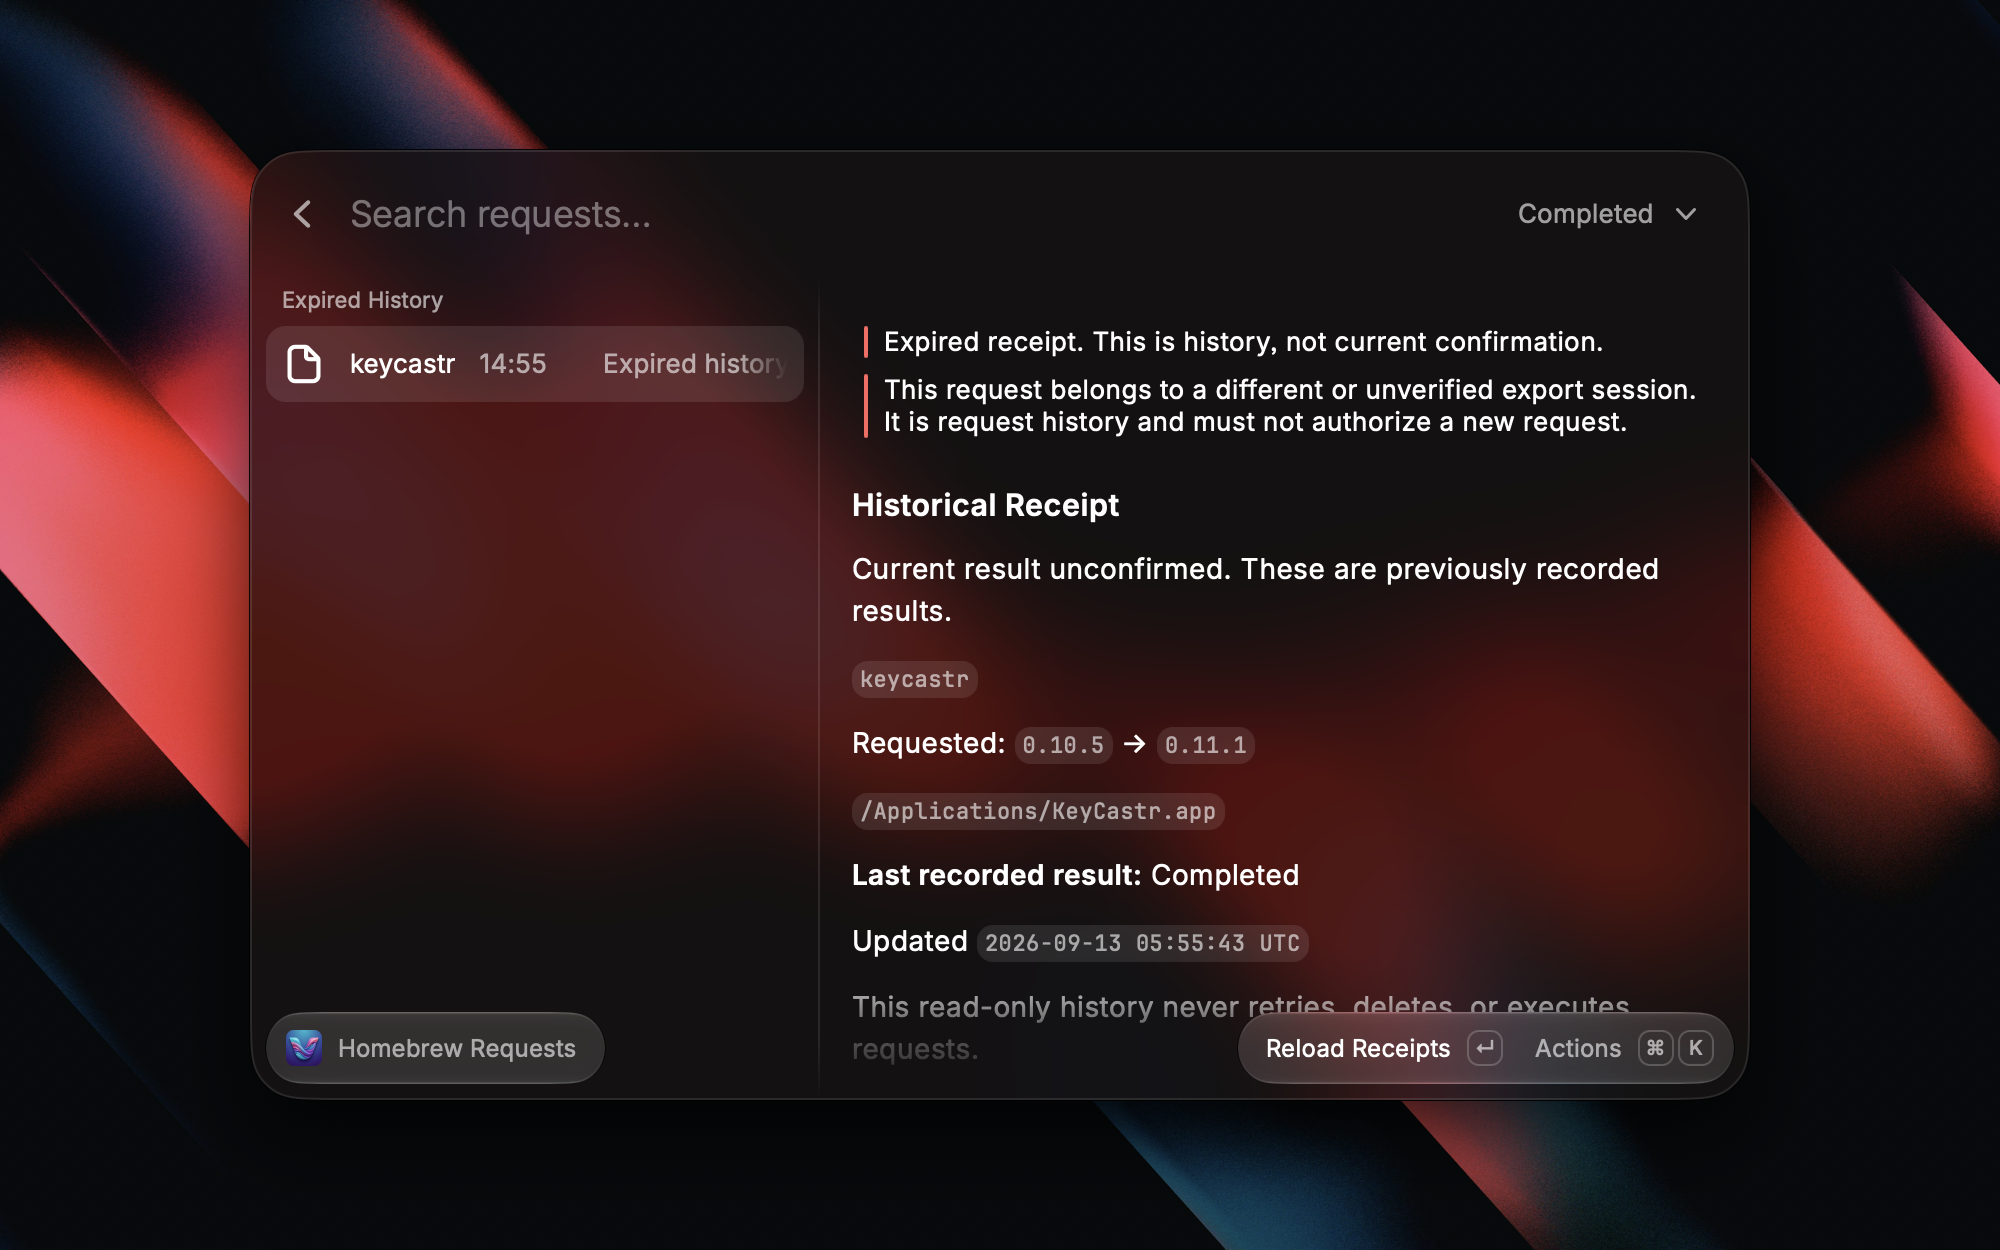 Search requests...
Completed
Expired History
keycastr 14:55 Expired history
Expired receipt. This is history, not current confirmation.
This request belongs to a different or unverified export session.
It is request history and must not authorize a new request.
Historical Receipt
Current result unconfirmed. These are previously recorded
results.
keycastr
Requested: 0.10.5 → 0.11.1
/Applications/KeyCastr.app
Last recorded result: Completed
Updated 2026-09-13 05:55:43 UTC
This read-only history never retries, deletes, or executes
requests.
Homebrew Requests
Reload Receipts ↵ Actions ⌘ K